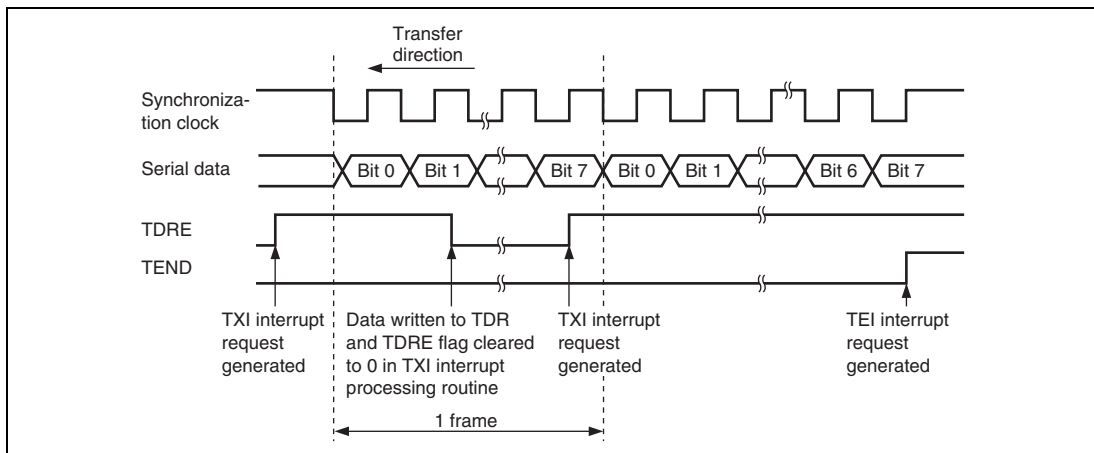 Transfer
direction
Synchroniza-
tion clock
Serial data
Bit 0
Bit 1
Bit 7
Bit 0
Bit 1
Bit 6
Bit 7
TDRE
TEND
TXI interrupt
request
generated
Data written to TDR
and TDRE flag cleared
to 0 in TXI interrupt
processing routine
TXI interrupt
request
generated
TEI interrupt
request
generated
1 frame